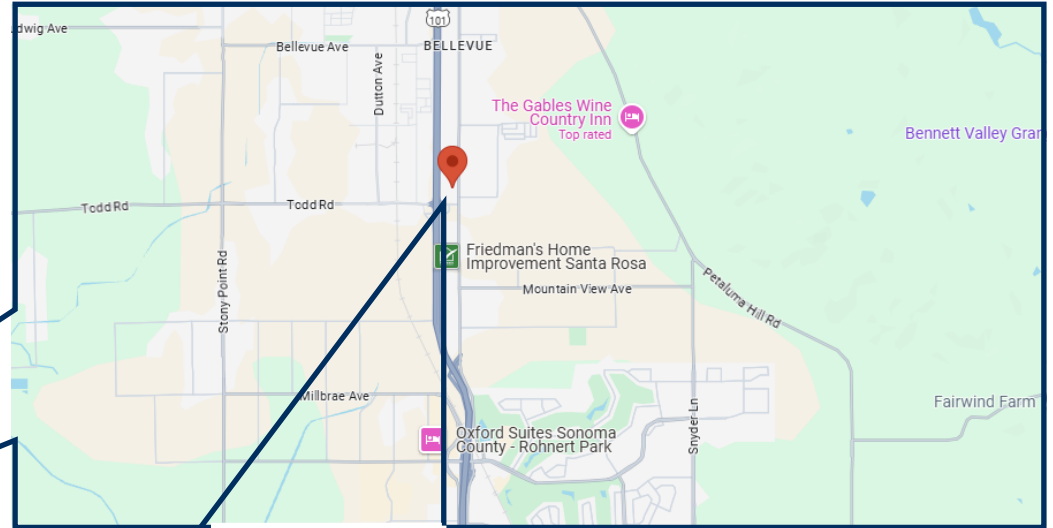 101
dwig Ave
Bellevue Ave
BELLEVUE
Dutton Ave
The Gables Wine
Country Inn
Top rated
Bennett Valley Gran
Todd Rd
Todd Rd
Friedman's Home
Improvement Santa Rosa
Stony Point Rd
Mountain View Ave
Petaluma Hill Rd
Millbrae Ave
Fairwind Farm
Snyder Ln
Oxford Suites Sonoma
County - Rohnert Park